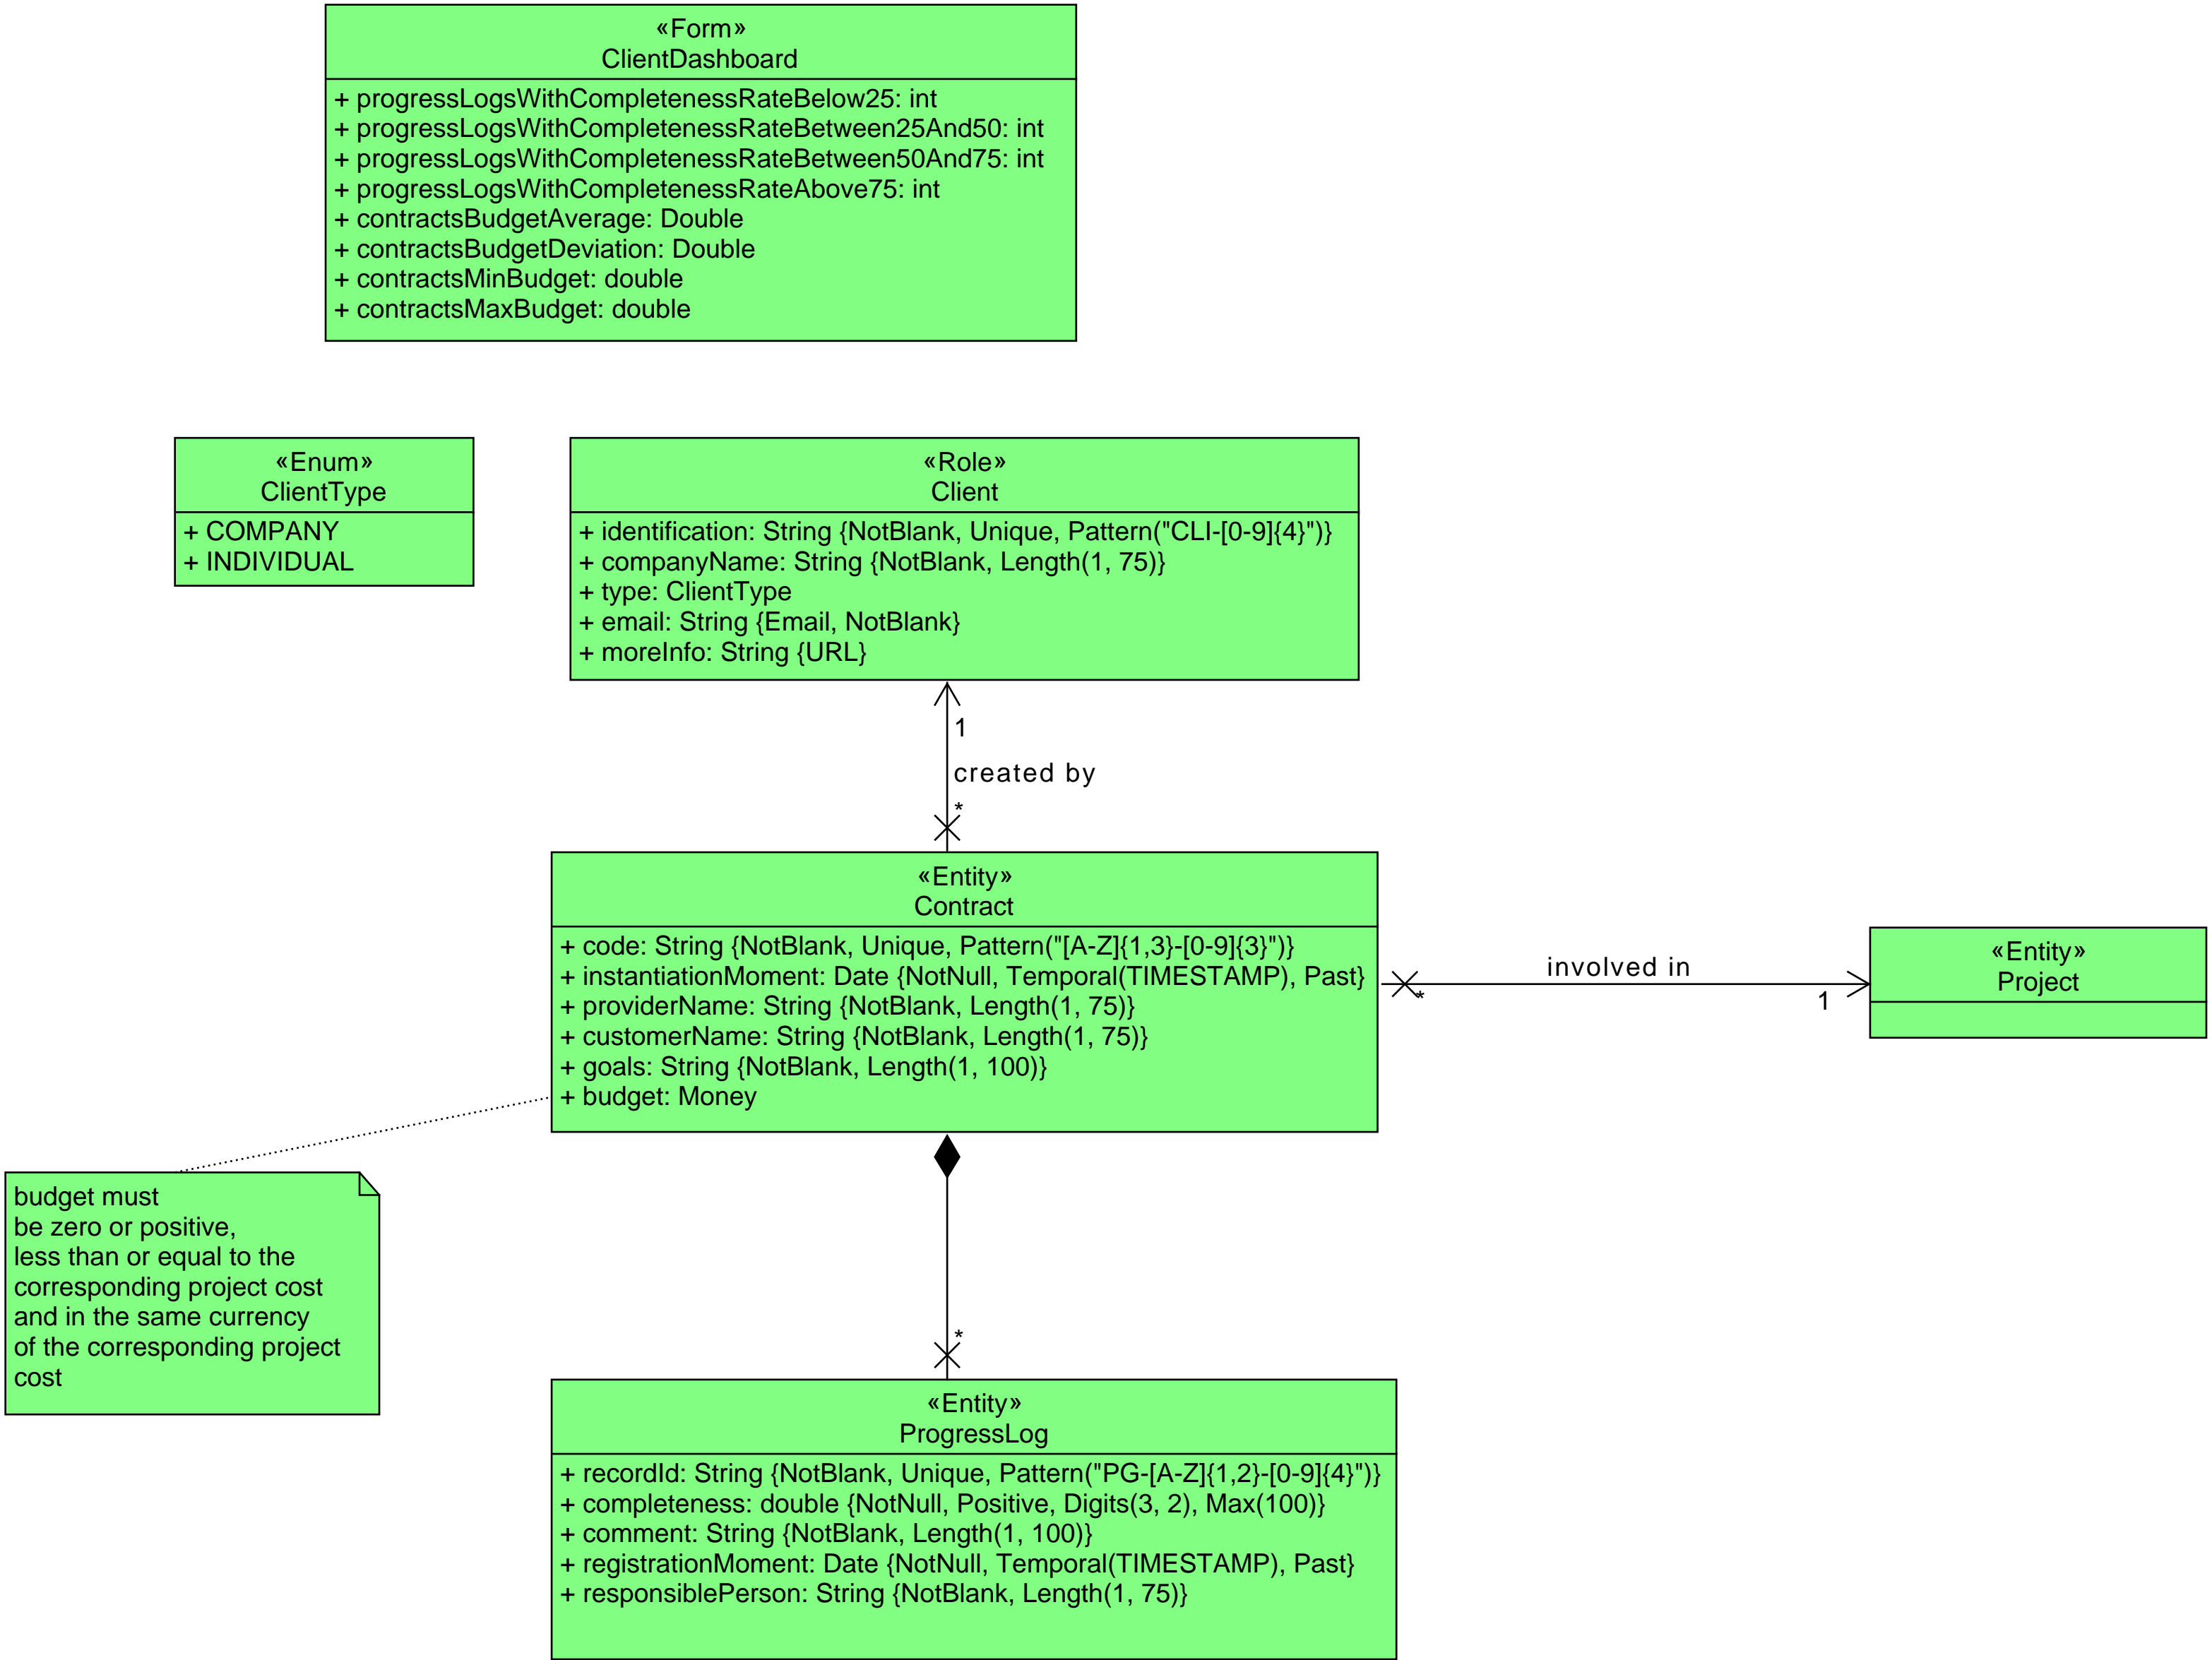 «Form»
ClientDashboard
+ progressLogsWithCompletenessRateBelow25: int
+ progressLogsWithCompletenessRateBetween25And50: int
+ progressLogsWithCompletenessRateBetween50And75: int
+ progressLogsWithCompletenessRateAbove75: int
+ contractsBudgetAverage: Double
+ contractsBudgetDeviation: Double
+ contractsMinBudget: double
+ contractsMaxBudget: double
«Enum»
ClientType
+ COMPANY
+ INDIVIDUAL
«Role»
Client
+ identification: String {NotBlank, Unique, Pattern("CLI-[0-9]{4}")}
+ companyName: String {NotBlank, Length(1, 75)}
+ type: ClientType
+ email: String {Email, NotBlank}
+ moreInfo: String {URL}
1
created by
*
«Entity»
Contract
+ code: String {NotBlank, Unique, Pattern("[A-Z]{1,3}-[0-9]{3}")}
+ instantiationMoment: Date {NotNull, Temporal(TIMESTAMP), Past}
+ providerName: String {NotBlank, Length(1, 75)}
+ customerName: String {NotBlank, Length(1, 75)}
+ goals: String {NotBlank, Length(1, 100)}
+ budget: Money
*
involved in
1
«Entity»
Project
budget must
be zero or positive,
less than or equal to the
corresponding project cost
and in the same currency
of the corresponding project
cost
*
«Entity»
ProgressLog
+ recordId: String {NotBlank, Unique, Pattern("PG-[A-Z]{1,2}-[0-9]{4}")}
+ completeness: double {NotNull, Positive, Digits(3, 2), Max(100)}
+ comment: String {NotBlank, Length(1, 100)}
+ registrationMoment: Date {NotNull, Temporal(TIMESTAMP), Past}
+ responsiblePerson: String {NotBlank, Length(1, 75)}